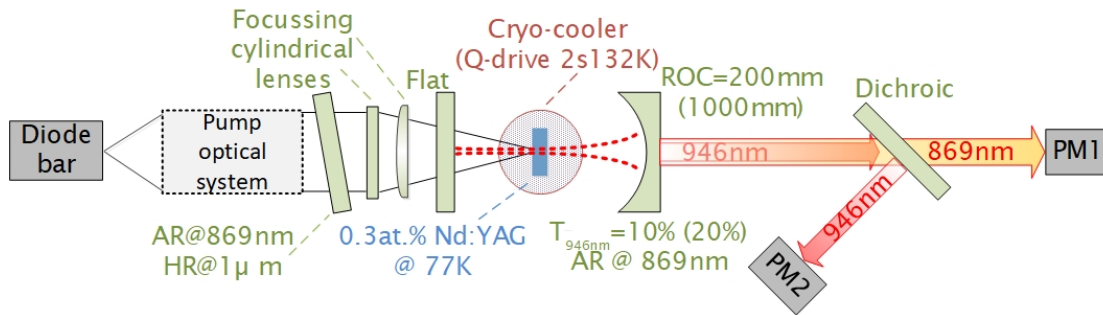 Focussing
cylindrical
lenses
Flat
Cryo-cooler
(Q-drive 2s132K)
ROC=200mm
(1000mm)
Dichroic
Diode
bar
Pump
optical
system
946nm
869nm
PM1
946nm
PM2
AR@869nm
HR@1μ m
0.3at.% Nd:YAG
@ 77K
T946nm=10% (20%)
AR @ 869nm